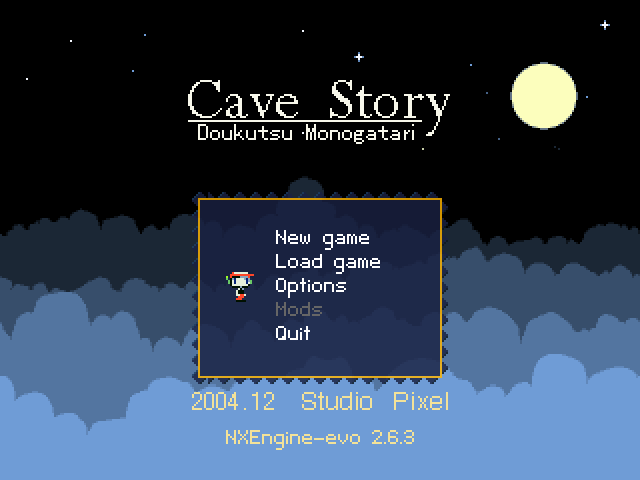 Cave Story
Doukutsu Monogatari
New game
Load game
Options
Mods
Quit
2004.12 Studio Pixel
NXEngine-evo 2.6.3